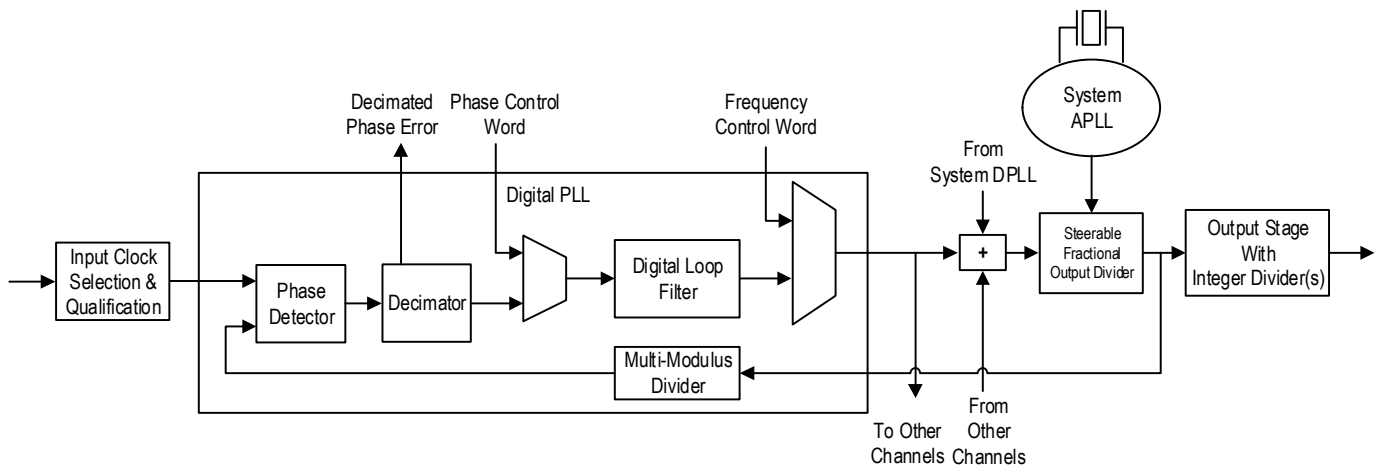 System
APLL
Decimated
Phase Error
Phase Control
Word
Frequency
Control Word
From
System DPLL
Digital PLL
Input Clock
Selection &
Qualification
Phase
Detector
Decimator
Digital Loop
Filter
+
Steerable
Fractional
Output Divider
Output Stage
With
Integer Divider(s)
Multi-Modulus
Divider
To Other
Channels
From
Other
Channels